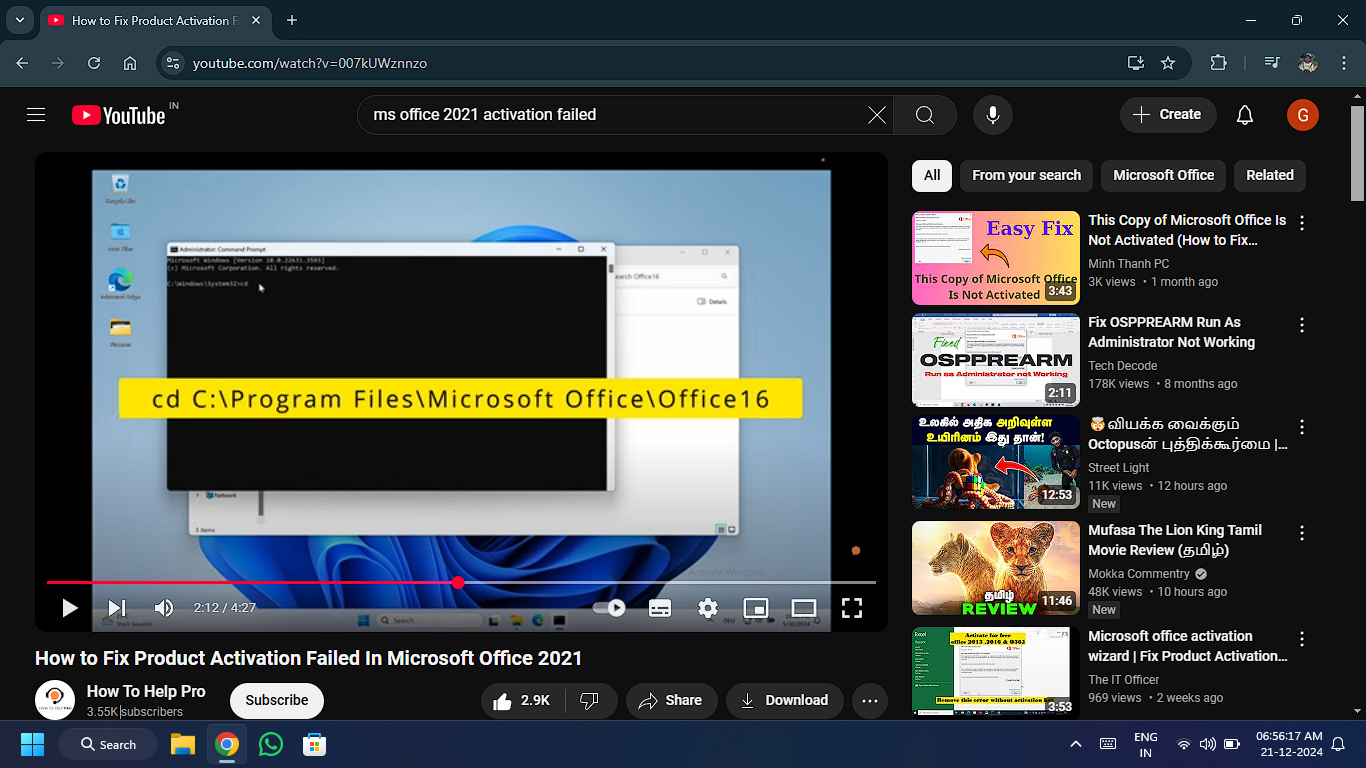 How to Fix Product Activation F
youtube.com/watch?v=007kUWznnzo
YouTube IN
ms office 2021 activation failed
Create
G
Recycle Bin
Microsoft Edge
Pictures
Administrator: Command Prompt
Microsoft Windows [Version 10.0.22631.3593]
(c) Microsoft Corporation. All rights reserved.
C:\Windows\System32>cd
Search Office16
Details
cd C:\Program Files\Microsoft Office\Office16
Network
5 items
Activate Windows
Search
DEU
5/30/2024
2:12 / 4:27
How to Fix Product Activation Failed In Microsoft Office 2021
How To Help Pro
3.55K subscribers
Subscribe
2.9K
Share
Download
All
From your search
Microsoft Office
Related
Easy Fix
This Copy of Microsoft Office
Is Not Activated
3:43
This Copy of Microsoft Office Is
Not Activated (How to Fix...
Minh Thanh PC
3K views • 1 month ago
Fixed
OSPPREARM
Run as Administrator not Working
2:11
Fix OSPPREARM Run As
Administrator Not Working
Tech Decode
178K views • 8 months ago
உலகில் அதிக அறிவுள்ள
உயிரினம் இது தான்!
12:53
🤯வியக்க வைக்கும்
Octopusன் புத்திக்கூர்மை |...
Street Light
11K views • 12 hours ago
New
தமிழ்
REVIEW
11:46
Mufasa The Lion King Tamil
Movie Review (தமிழ்)
Mokka Commentry
48K views • 10 hours ago
New
Excel
Activate for free
office 2013 ,2016 & O365
Remove this error without activation k
3:53
Microsoft office activation
wizard | Fix Product Activation...
The IT Officer
969 views • 2 weeks ago
Search
ENG
IN
06:56:17 AM
21-12-2024